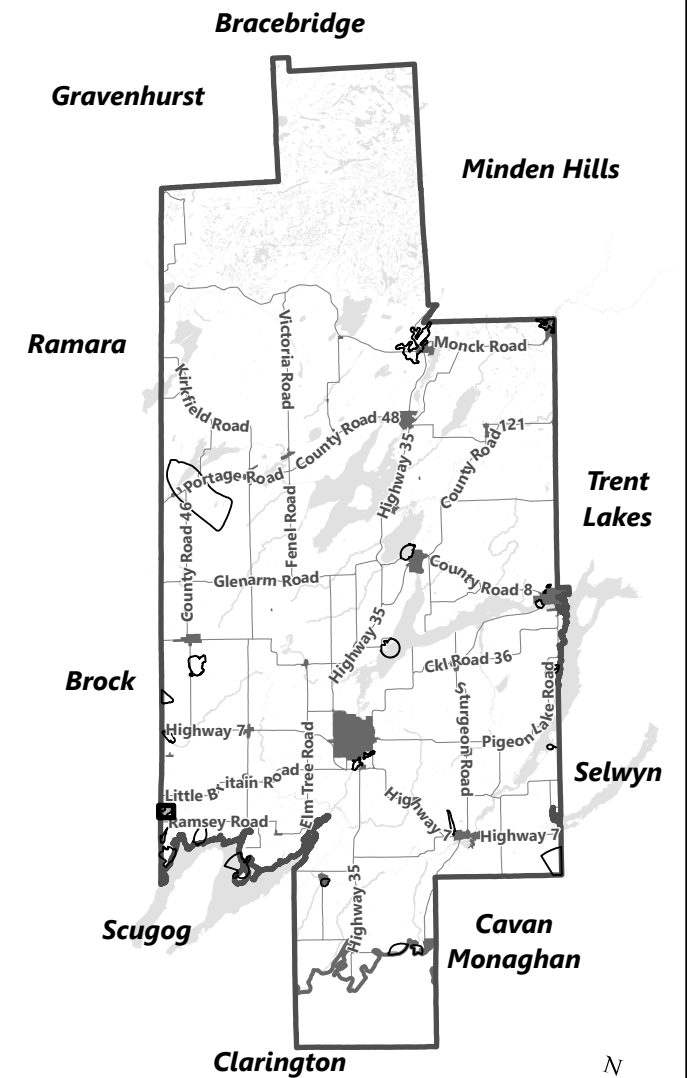 Bracebridge
Gravenhurst
Minden Hills
Ramara
Victoria Road
Monck Road
Kirkfield Road
County Road 48
121
Highway 35
County Road
Portage Road
Trent
Lakes
County Road 46
Fenel Road
Glenarm Road
County Road 8
Highway 35
Ckl Road 36
Brock
Sturgeon Road
Pigeon Lake Road
Highway 7
Elm Tree Road
Selwyn
Little Britain Road
Highway 7
Ramsey Road
Highway 7
Highway 35
Scugog
Cavan
Monaghan
Clarington
N